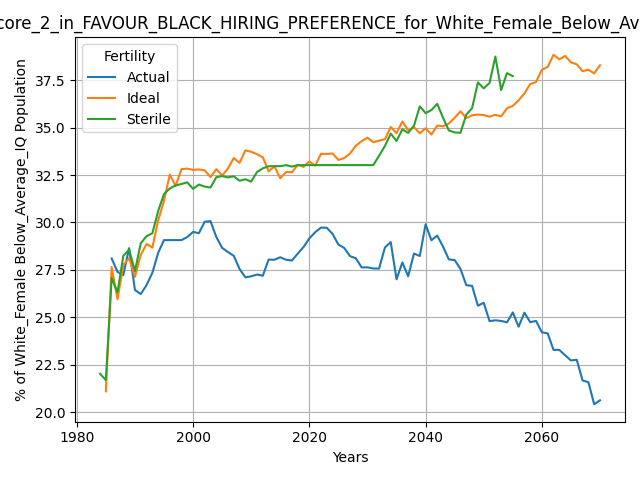 core_2_in_FAVOUR_BLACK_HIRING_PREFERENCE_for_White_Female_Below_Av
Fertility
Actual
Ideal
Sterile
% of White_Female Below_Average_IQ Population
37.5
35.0
32.5
30.0
27.5
25.0
22.5
20.0
1980
2000
2020
2040
2060
Years